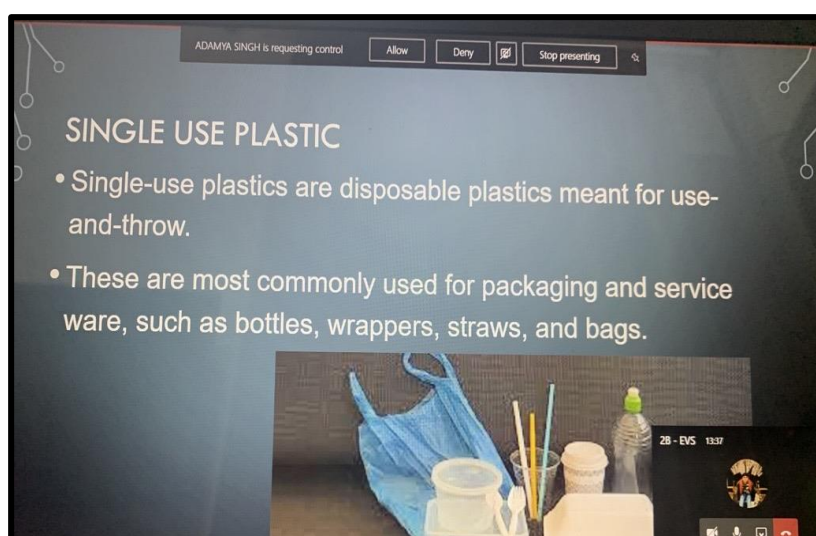 ADAMYA SINGH is requesting control Allow Deny Stop presenting
SINGLE USE PLASTIC
• Single-use plastics are disposable plastics meant for use-
and-throw.
• These are most commonly used for packaging and service
ware, such as bottles, wrappers, straws, and bags.
2B - EVS 13:37